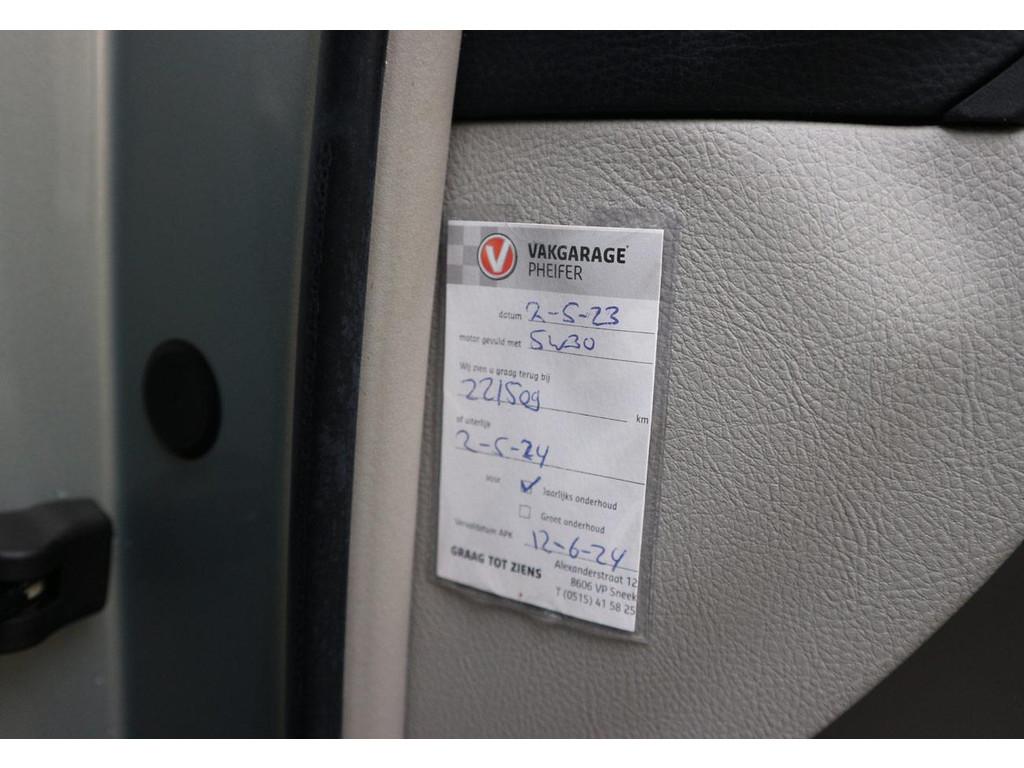 V VAKGARAGE
PHEIFER
datum 2-5-23
motor gevuld met 5W30
Wij zien u graag terug bij
221509 km
of uiterlijk
2-5-24
voor ✓ Jaarlijks onderhoud
Groot onderhoud
Vervaldatum APK 12-6-24
GRAAG TOT ZIENS
Alexanderstraat 12
8606 VP Sneek
T (0515) 41 58 25